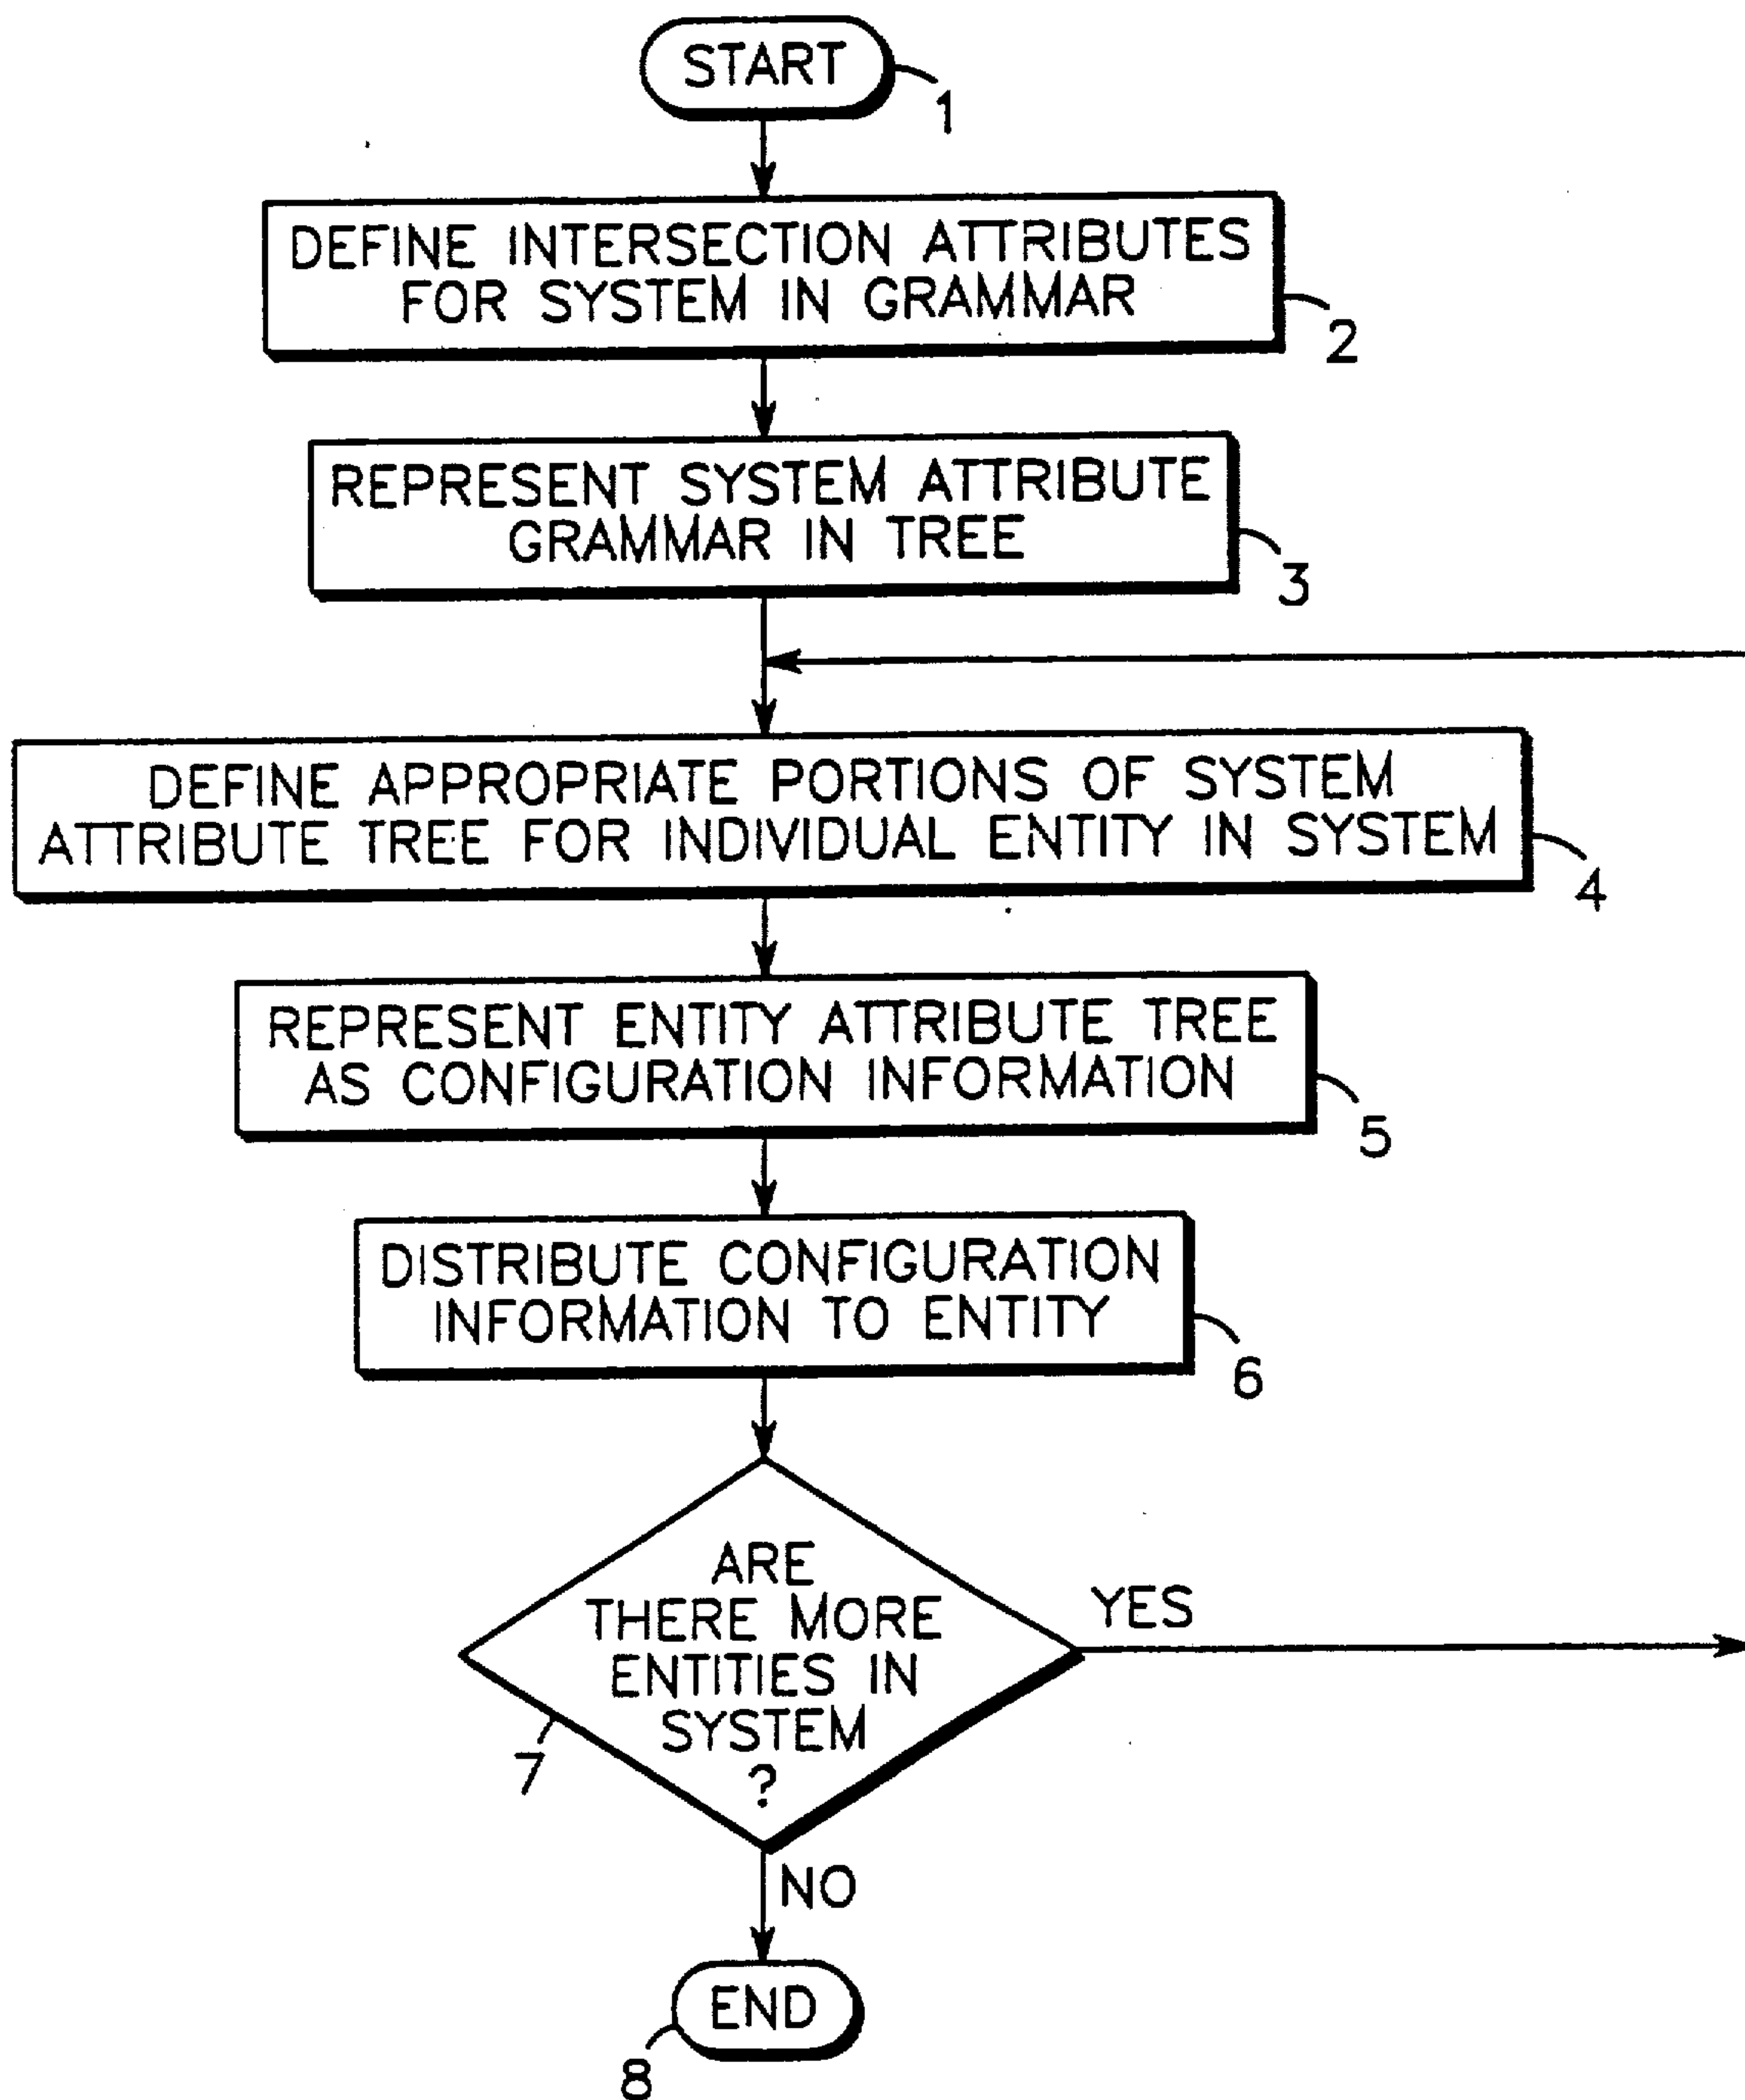 START
1
DEFINE INTERSECTION ATTRIBUTES
FOR SYSTEM IN GRAMMAR
2
REPRESENT SYSTEM ATTRIBUTE
GRAMMAR IN TREE
3
DEFINE APPROPRIATE PORTIONS OF SYSTEM
ATTRIBUTE TREE FOR INDIVIDUAL ENTITY IN SYSTEM
4
REPRESENT ENTITY ATTRIBUTE TREE
AS CONFIGURATION INFORMATION
5
DISTRIBUTE CONFIGURATION
INFORMATION TO ENTITY
6
ARE
THERE MORE
ENTITIES IN
SYSTEM
?
YES
7
NO
END
8